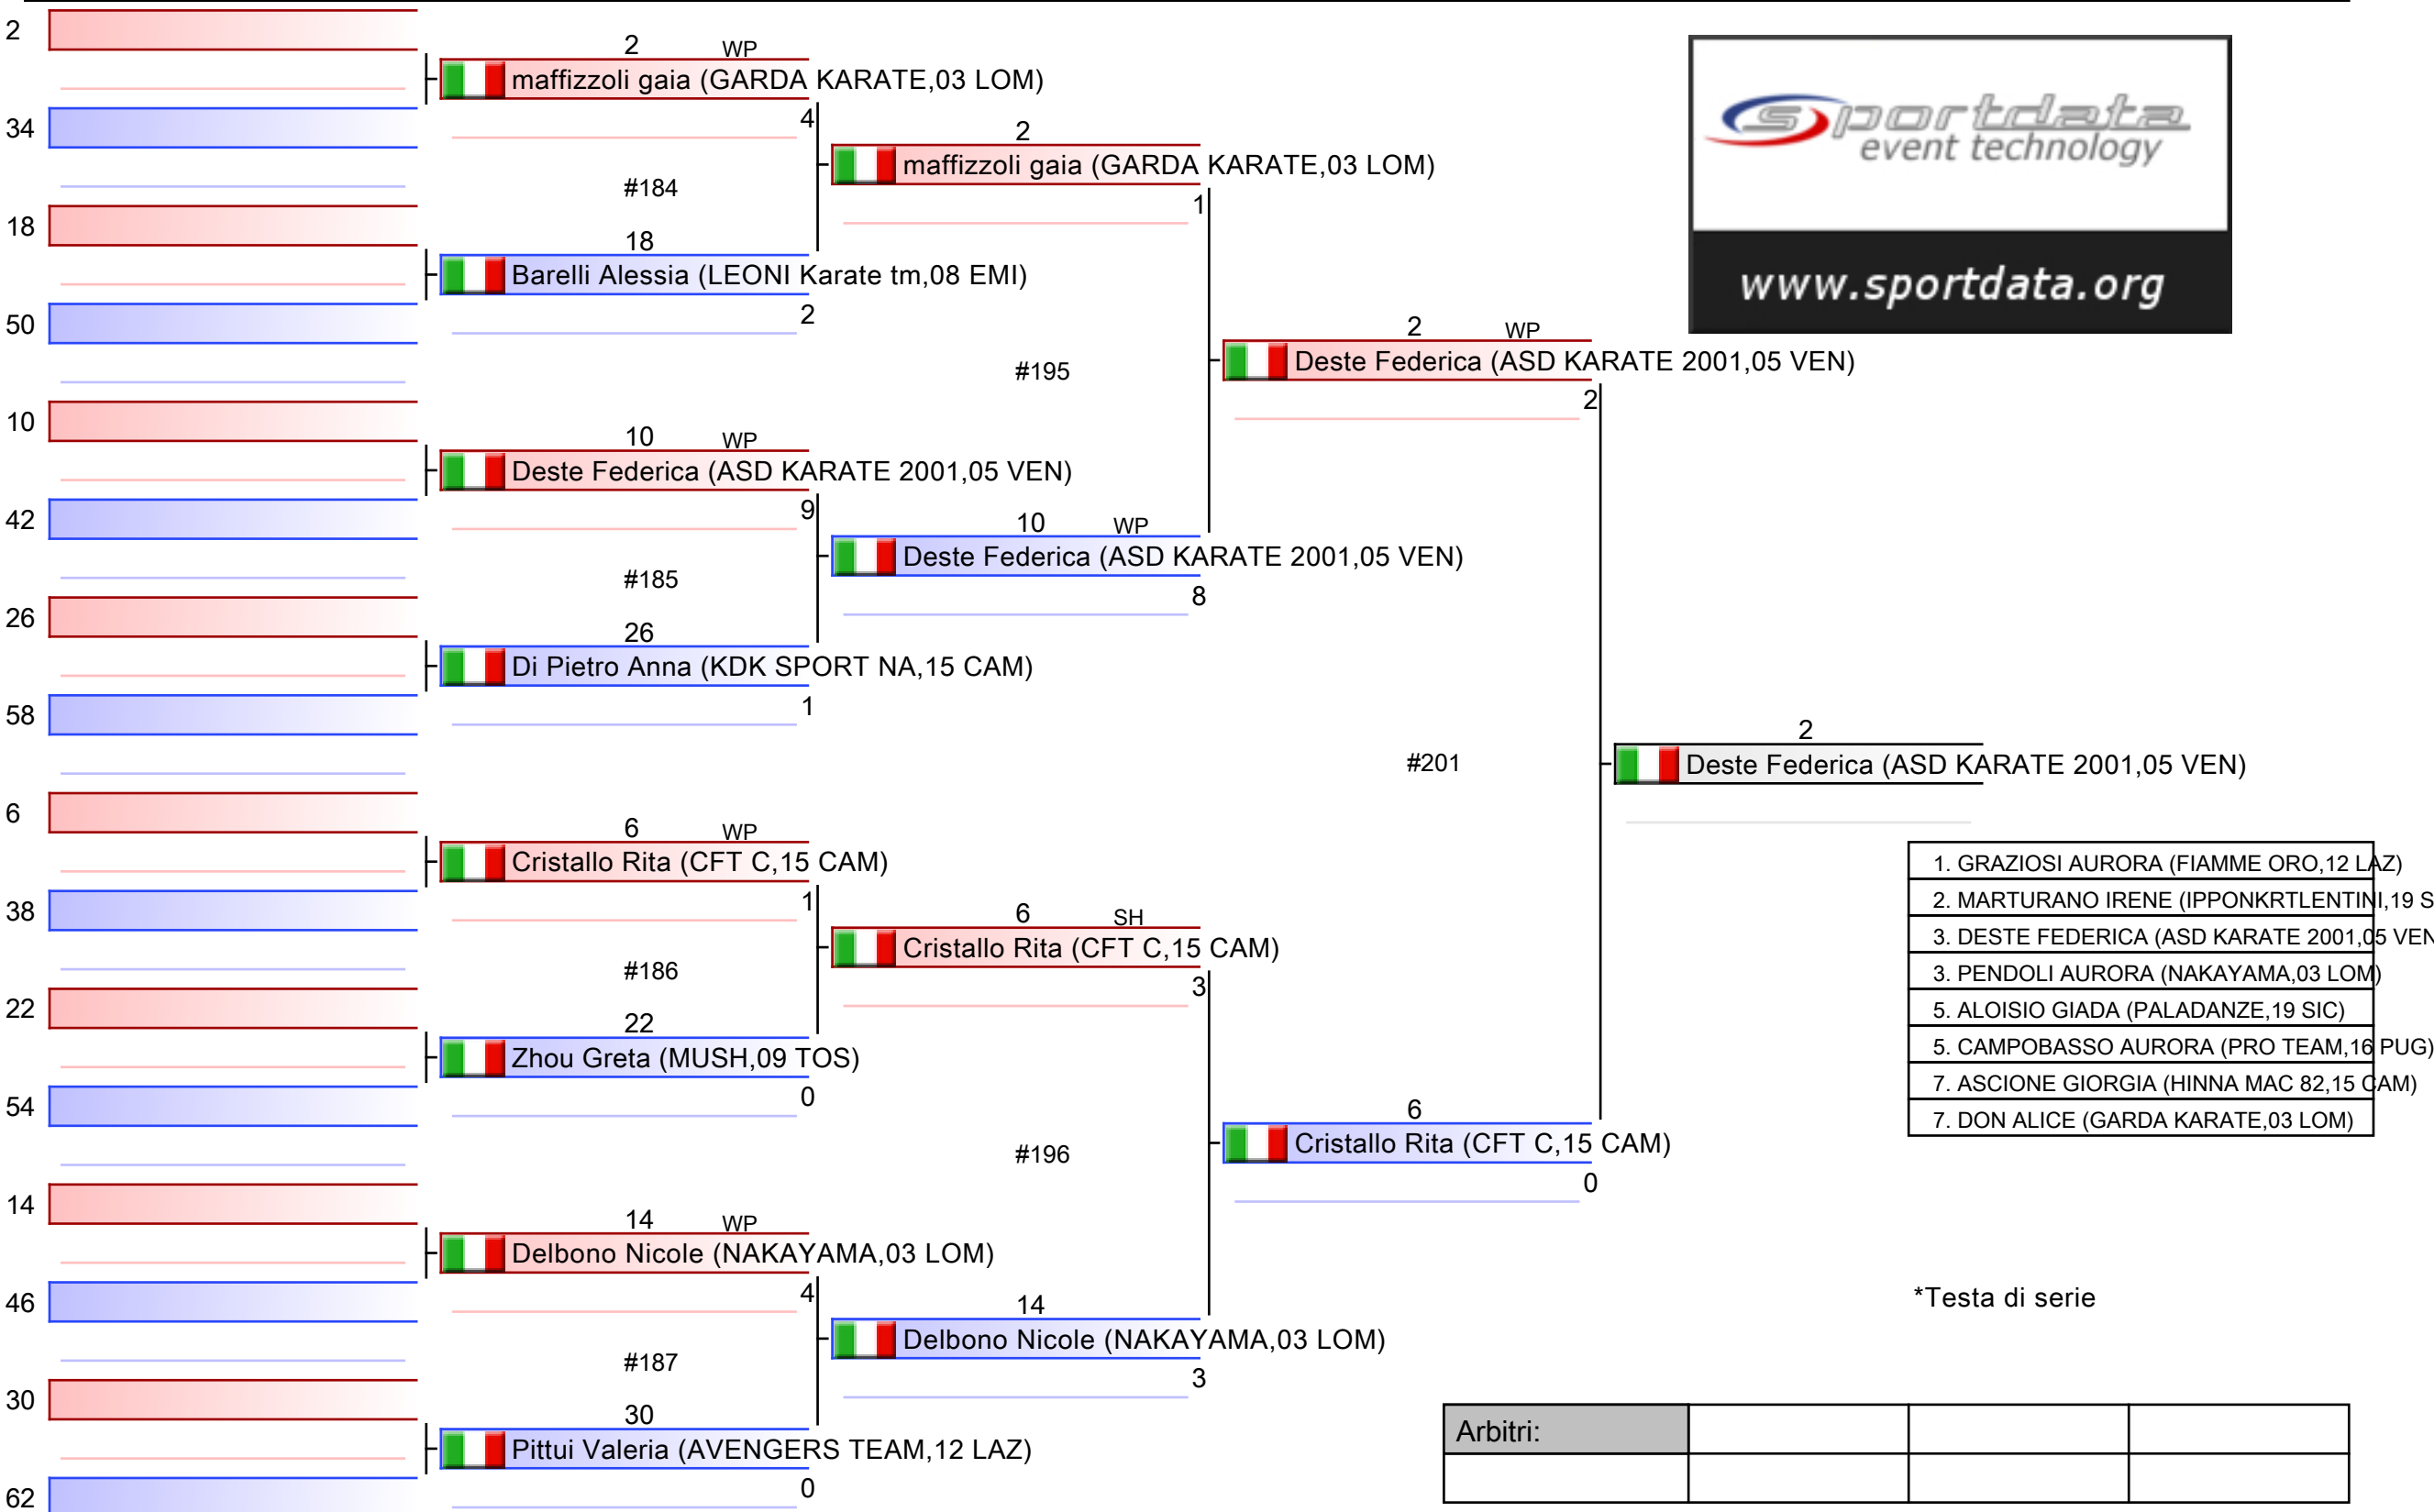 2
2 WP
maffizzoli gaia (GARDA KARATE,03 LOM)
sportdata
event technology
www.sportdata.org
34
4
2
maffizzoli gaia (GARDA KARATE,03 LOM)
#184
1
18
18
Barelli Alessia (LEONI Karate tm,08 EMI)
50
2
2 WP
Deste Federica (ASD KARATE 2001,05 VEN)
#195
2
10
10 WP
Deste Federica (ASD KARATE 2001,05 VEN)
42
9
10 WP
Deste Federica (ASD KARATE 2001,05 VEN)
#185
8
26
26
Di Pietro Anna (KDK SPORT NA,15 CAM)
58
1
2
Deste Federica (ASD KARATE 2001,05 VEN)
#201
6
6 WP
Cristallo Rita (CFT C,15 CAM)
1. GRAZIOSI AURORA (FIAMME ORO,12 LAZ)
2. MARTURANO IRENE (IPPONKRTLENTINI,19 S
3. DESTE FEDERICA (ASD KARATE 2001,05 VEN
3. PENDOLI AURORA (NAKAYAMA,03 LOM)
5. ALOISIO GIADA (PALADANZE,19 SIC)
5. CAMPOBASSO AURORA (PRO TEAM,16 PUG)
7. ASCIONE GIORGIA (HINNA MAC 82,15 CAM)
7. DON ALICE (GARDA KARATE,03 LOM)
38
1
6 SH
Cristallo Rita (CFT C,15 CAM)
#186
3
22
22
Zhou Greta (MUSH,09 TOS)
54
0
6
Cristallo Rita (CFT C,15 CAM)
#196
0
14
14 WP
Delbono Nicole (NAKAYAMA,03 LOM)
46
4
14
Delbono Nicole (NAKAYAMA,03 LOM)
*Testa di serie
#187
3
30
30
Pittui Valeria (AVENGERS TEAM,12 LAZ)
Arbitri:
62
0